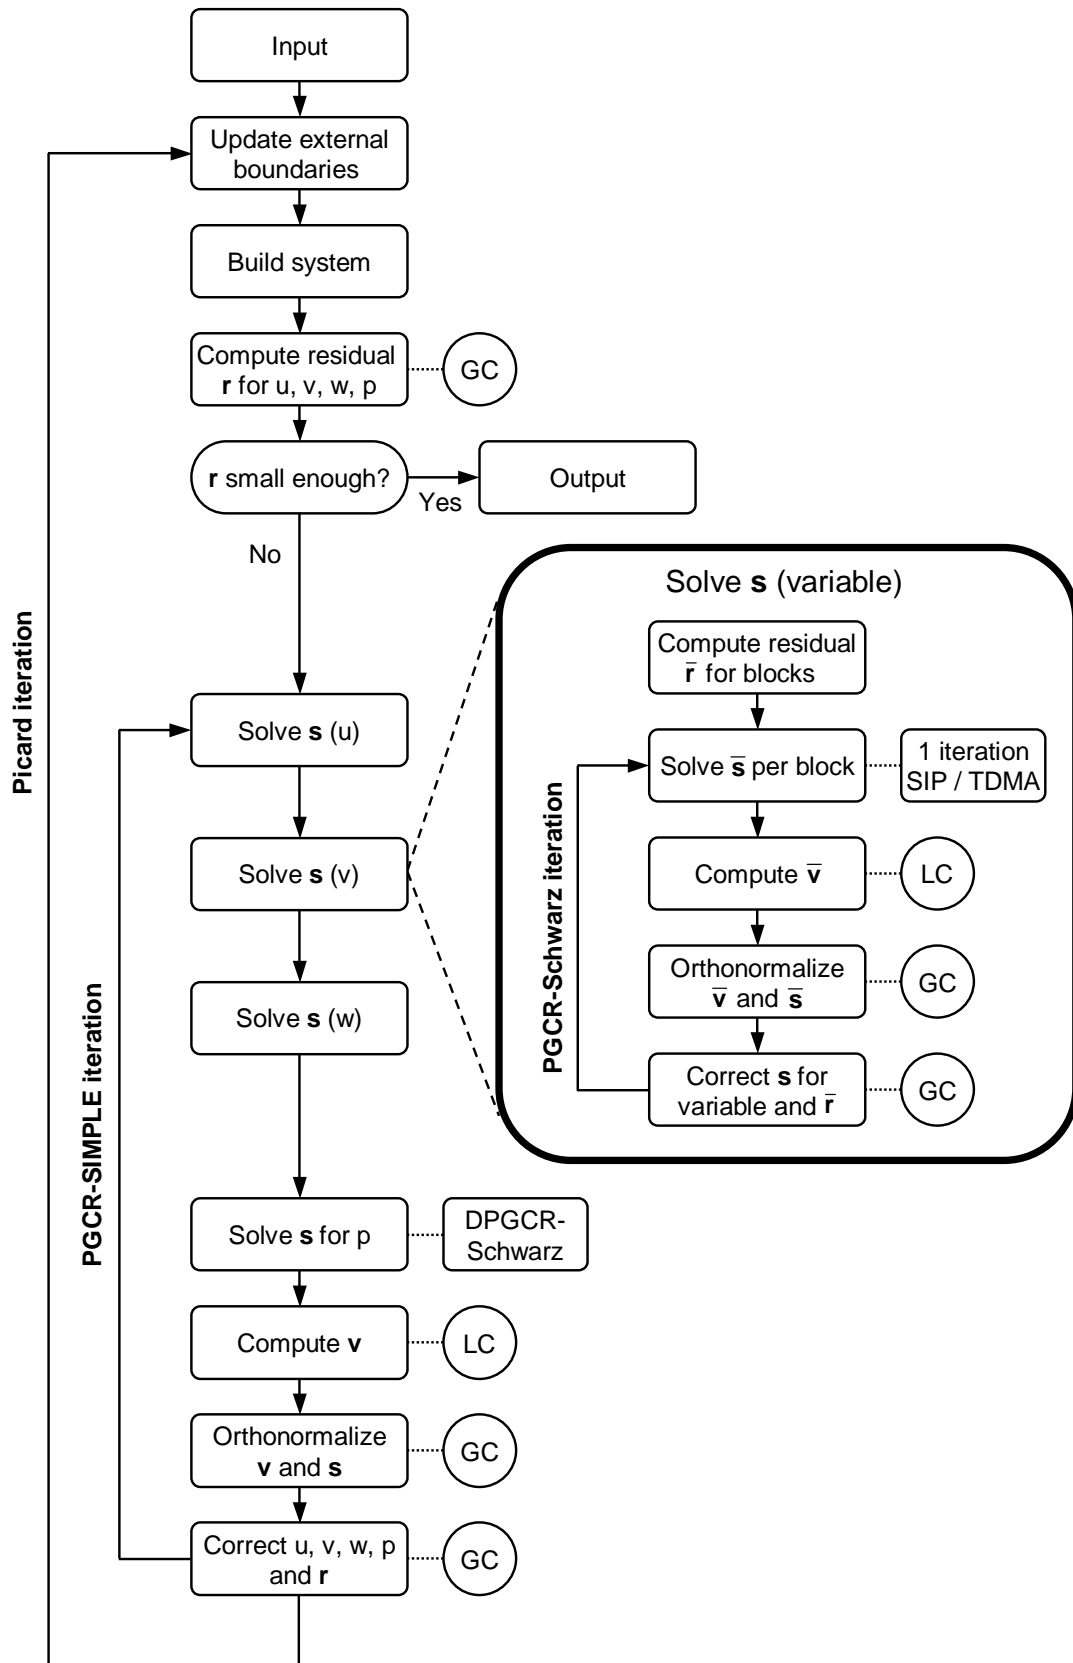 Input
Update external
boundaries
Build system
Compute residual
r for u, v, w, p
GC
r small enough?
Yes
Output
No
Picard iteration
PGCR-SIMPLE iteration
Solve s (u)
Solve s (v)
Solve s (w)
Solve s (variable)
Compute residual
r̅ for blocks
Solve s̅ per block
1 iteration
SIP / TDMA
PGCR-Schwarz iteration
Compute v̅
LC
Orthonormalize
v̅ and s̅
GC
Correct s for
variable and r̅
GC
Solve s for p
DPGCR-
Schwarz
Compute v
LC
Orthonormalize
v and s
GC
Correct u, v, w, p
and r
GC